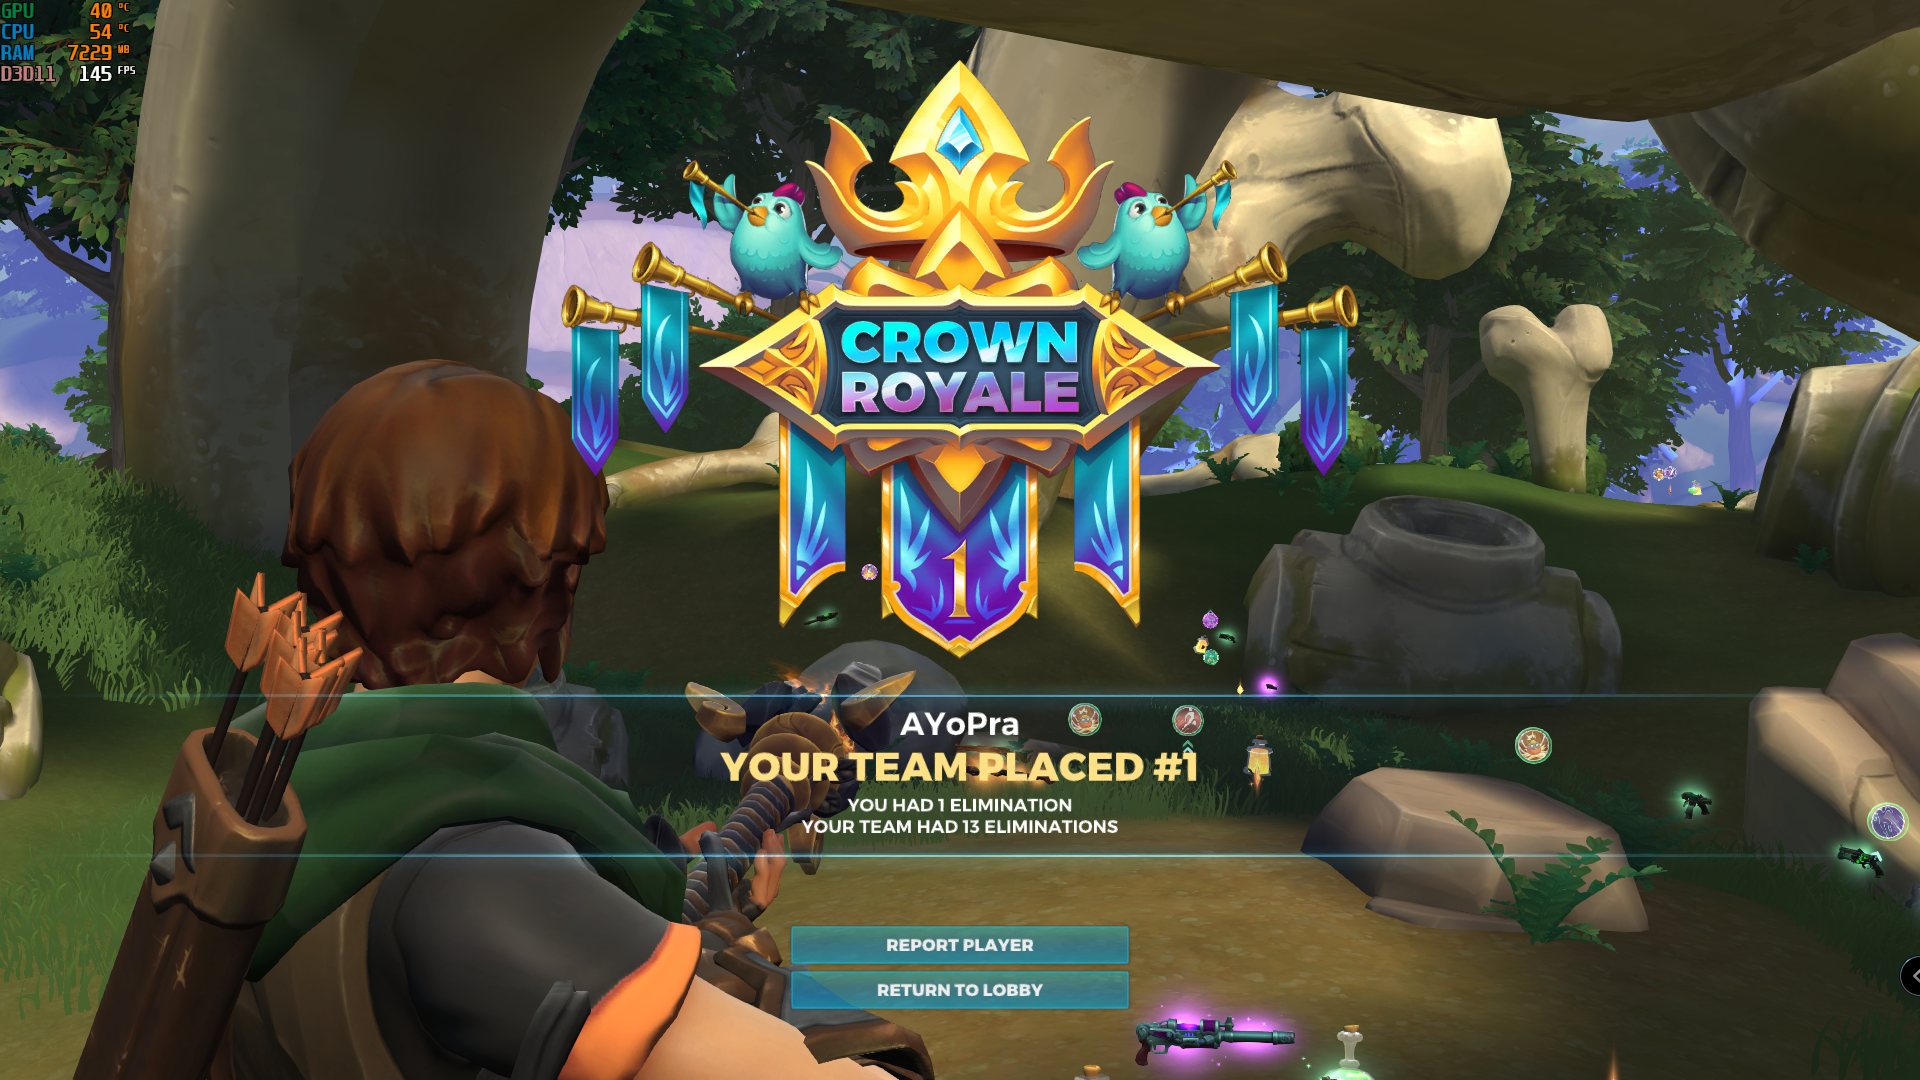 GPU 40 °C
CPU 54 °C
RAM 7229 MB
D3D11 145 FPS
CROWN
ROYALE
1
AYoPra
YOUR TEAM PLACED #1
YOU HAD 1 ELIMINATION
YOUR TEAM HAD 13 ELIMINATIONS
REPORT PLAYER
RETURN TO LOBBY